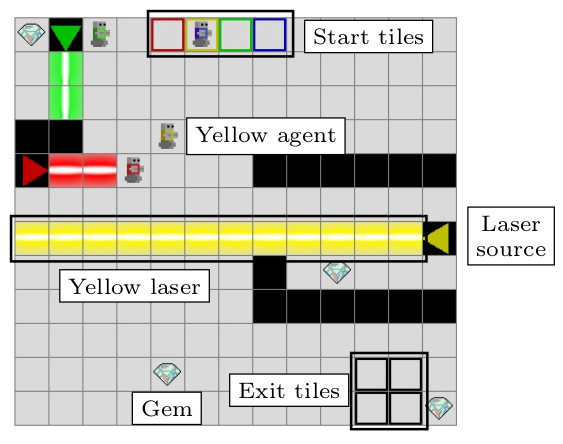 Start tiles
Yellow agent
Laser
source
Yellow laser
Exit tiles
Gem